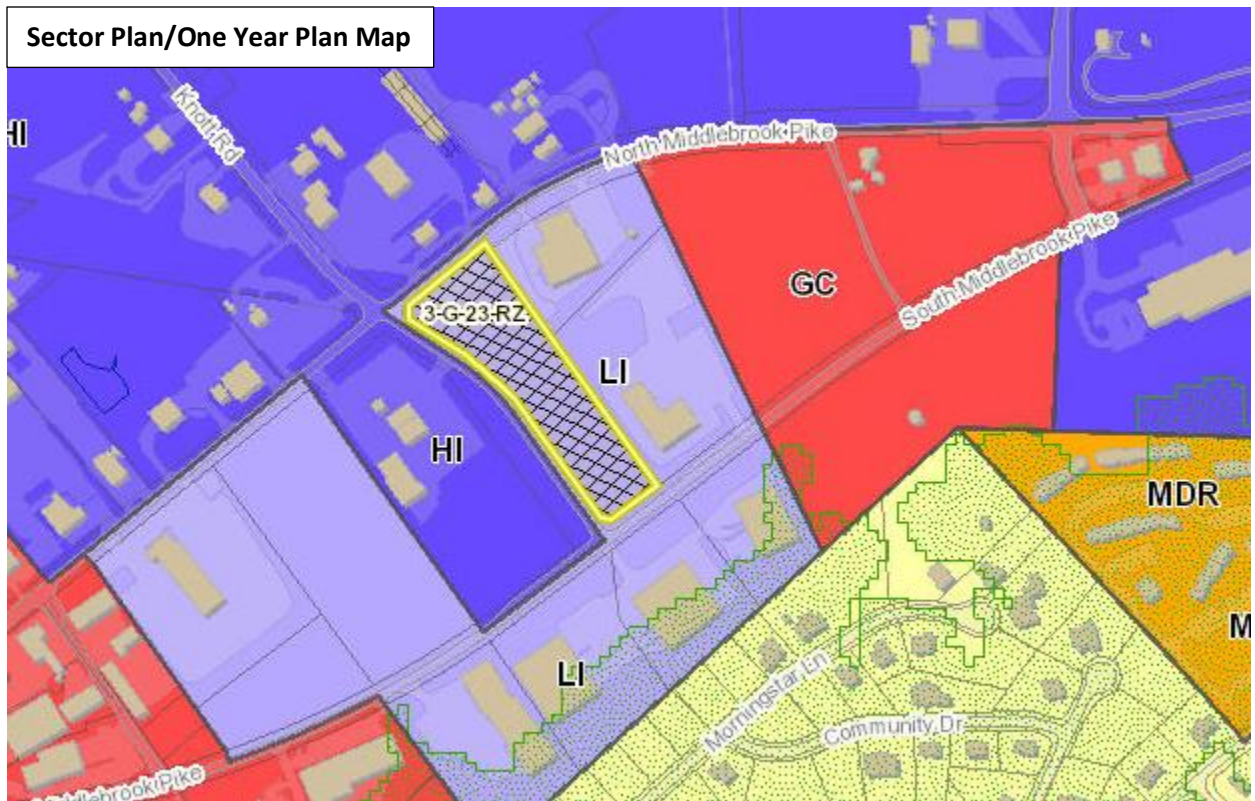 Sector Plan/One Year Plan Map
Knott Rd
HI
North Middlebrook Pike
GC
South Middlebrook Pike
3-G-23-RZ
LI
HI
MDR
M
LI
Morningstar Ln
Community Dr
ddlebrook Pike